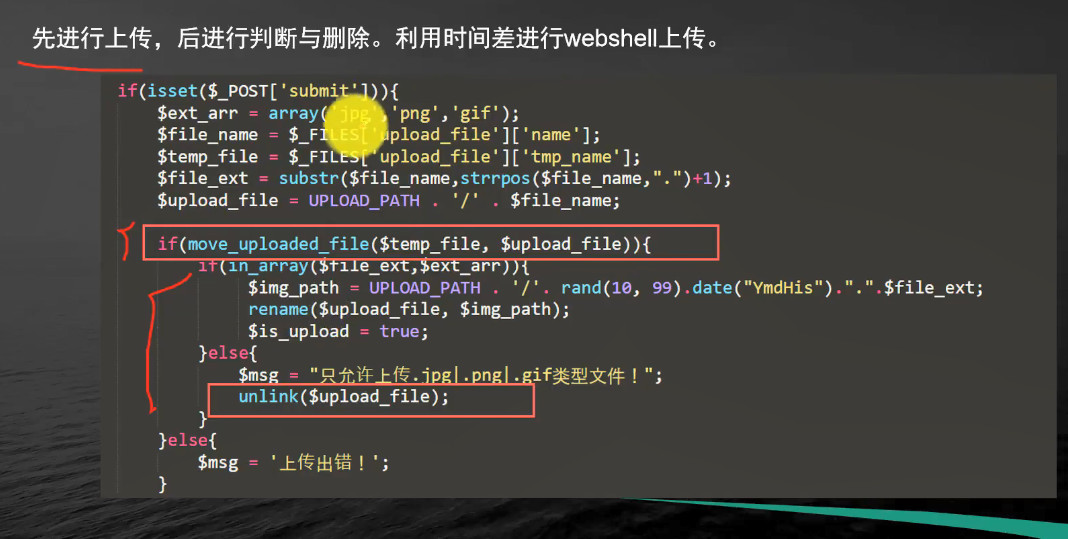 先进行上传，后进行判断与删除。利用时间差进行webshell上传。
if(isset($_POST['submit'])){
$ext_arr = array('jpg','png','gif');
$file_name = $_FILES['upload_file']['name'];
$temp_file = $_FILES['upload_file']['tmp_name'];
$file_ext = substr($file_name,strrpos($file_name,".")+1);
$upload_file = UPLOAD_PATH . '/' . $file_name;
if(move_uploaded_file($temp_file, $upload_file)){
if(in_array($file_ext,$ext_arr)){
$img_path = UPLOAD_PATH . '/'. rand(10, 99).date("YmdHis").".".$file_ext;
rename($upload_file, $img_path);
$is_upload = true;
}else{
$msg = "只允许上传.jpg|.png|.gif类型文件！";
unlink($upload_file);
}
}else{
$msg = '上传出错！';
}